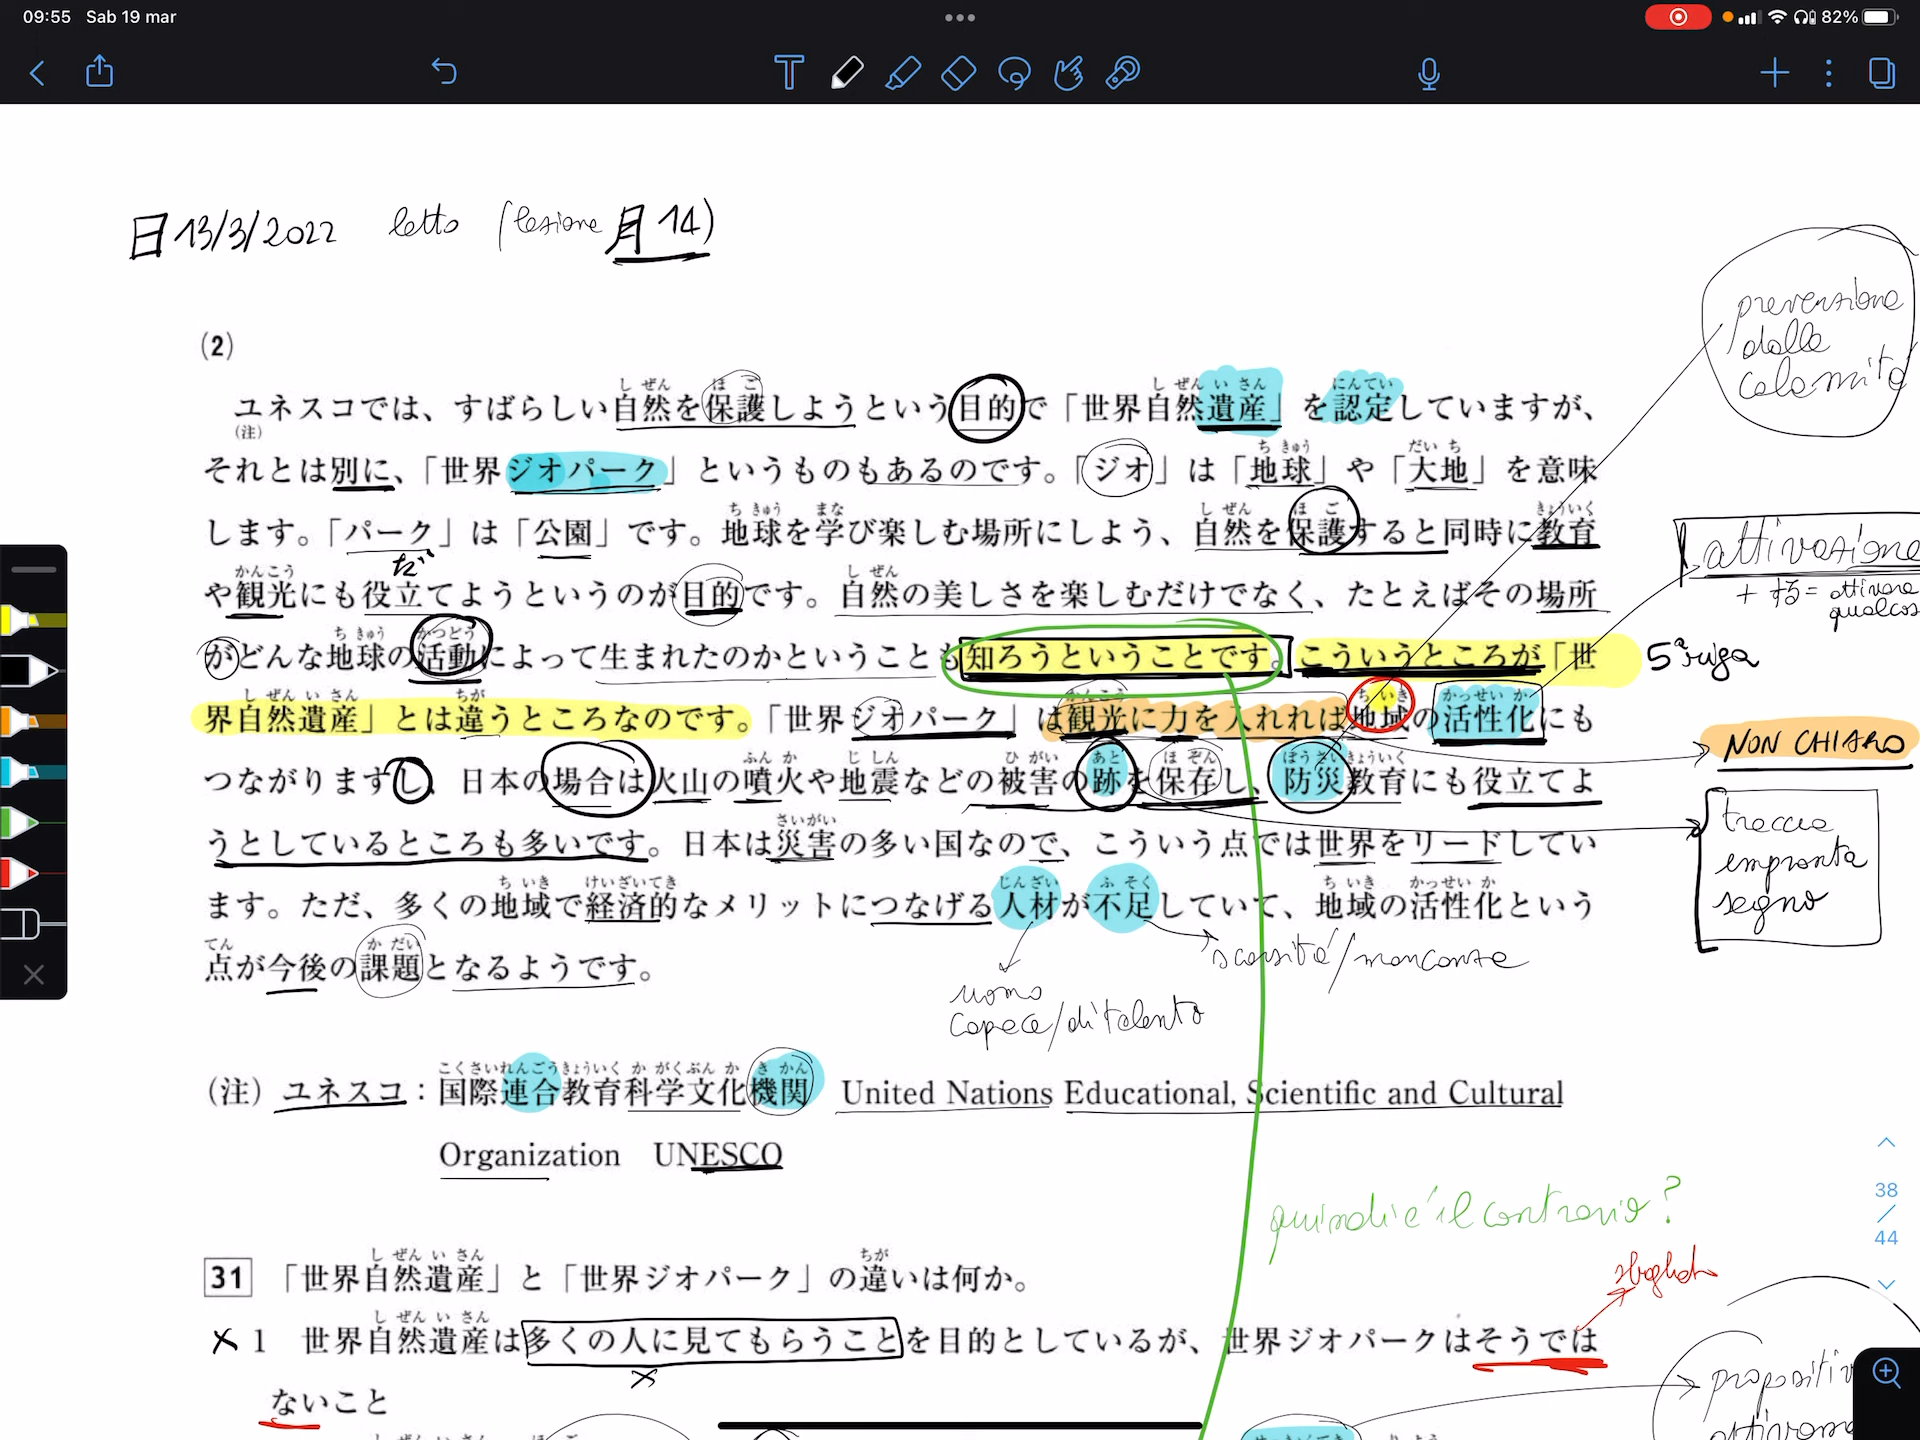 09:55 Sab 19 mar
82%
日 13/3/2022 letto (lezione 月 14)
prevenzione
dalle
calamità
(2)
ユネスコでは、すばらしい自然を保護しようという目的で「世界自然遺産」を認定していますが、
(注)
それとは別に、「世界ジオパーク」というものもあるのです。「ジオ」は「地球」や「大地」を意味
します。「パーク」は「公園」です。地球を学び楽しむ場所にしよう、自然を保護すると同時に教育
だ
attivazione
+ する = attivare
qualcos
や観光にも役立てようというのが目的です。自然の美しさを楽しむだけでなく、たとえばその場所
がどんな地球の活動によって生まれたのかということも知ろうということです。こういうところが「世
5ª riga
界自然遺産」とは違うところなのです。「世界ジオパーク」は観光に力を入れれば地域の活性化にも
NON CHIARO
つながりますし、日本の場合は火山の噴火や地震などの被害の跡を保存し、防災教育にも役立てよ
traccia
impronta
segno
うとしているところも多いです。日本は災害の多い国なので、こういう点では世界をリードしてい
ます。ただ、多くの地域で経済的なメリットにつなげる人材が不足していて、地域の活性化という
点が今後の課題となるようです。
scarsità/mancanza
uomo
capace/di talento
(注) ユネスコ：国際連合教育科学文化機関 United Nations Educational, Scientific and Cultural
Organization UNESCO
quindi è il contrario?
38
/
44
31 「世界自然遺産」と「世界ジオパーク」の違いは何か。
× 1 世界自然遺産は多くの人に見てもらうことを目的としているが、世界ジオパークはそうでは
×
ないこと